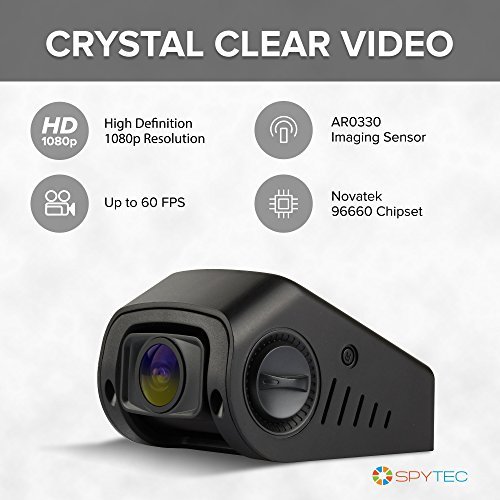 CRYSTAL CLEAR VIDEO
HD
1080p
High Definition
1080p Resolution
AR0330
Imaging Sensor
Up to 60 FPS
Novatek
96660 Chipset
SPYTEC